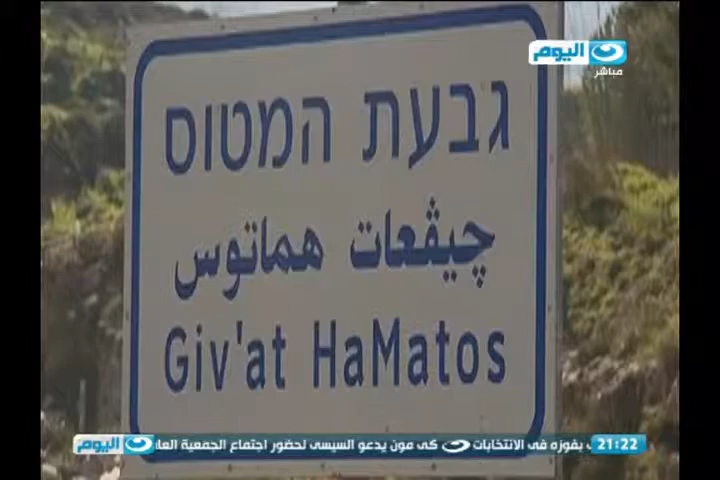 اليوم
مباشر
גבעת המטוס
چيڤعات هماتوس
Giv'at HaMatos
21:22
بفوزه فى الانتخابات كى مون يدعو السيسى لحضور اجتماع الجمعية العا
اليوم